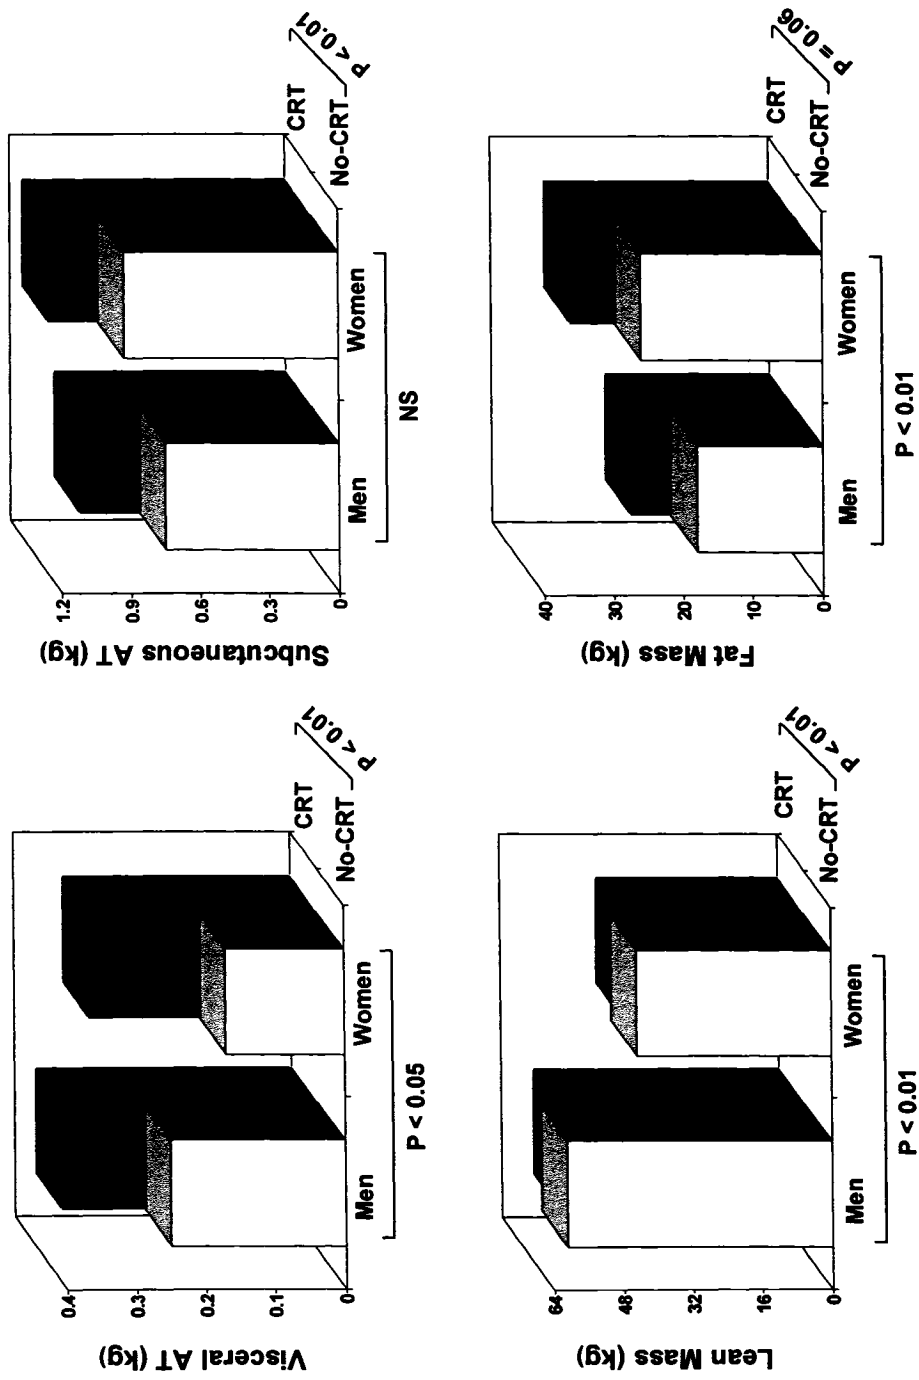 Visceral AT (kg)
0.4
0.3
0.2
0.1
0
Men
Women
No-CRT
CRT
P < 0.05
P < 0.01
Subcutaneous AT (kg)
1.2
0.9
0.6
0.3
0
Men
Women
No-CRT
CRT
NS
P < 0.01
Lean Mass (kg)
64
48
32
16
0
Men
Women
No-CRT
CRT
P < 0.01
P < 0.01
Fat Mass (kg)
40
30
20
10
0
Men
Women
No-CRT
CRT
P < 0.01
P = 0.06